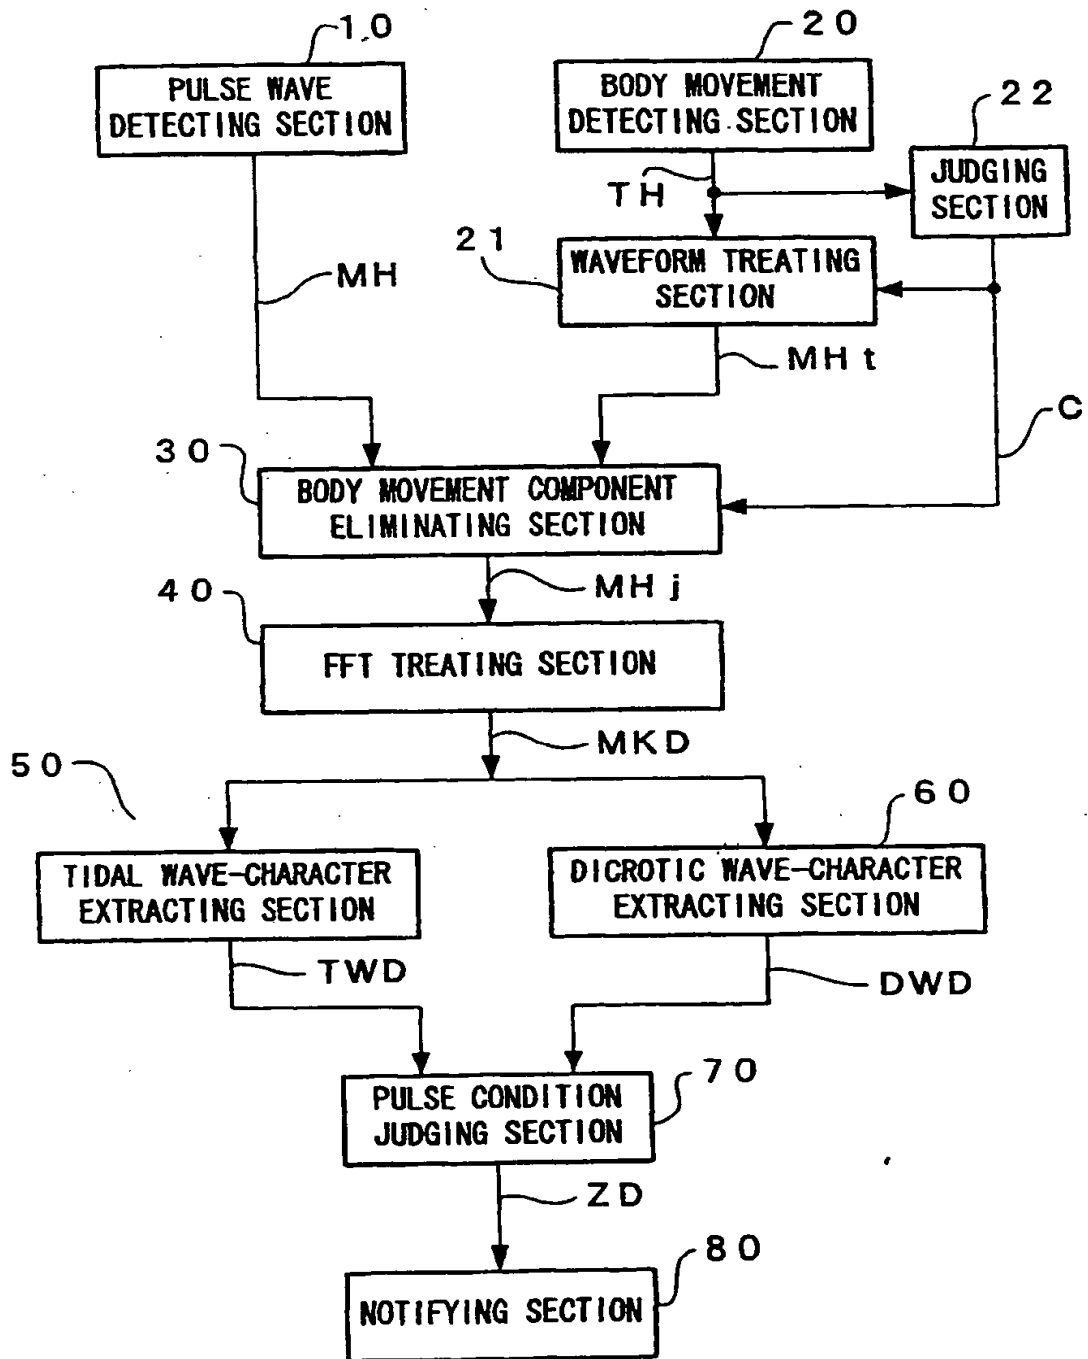 10
PULSE WAVE
DETECTING SECTION
20
BODY MOVEMENT
DETECTING SECTION
22
JUDGING
SECTION
TH
21
WAVEFORM TREATING
SECTION
MH
MHt
C
30
BODY MOVEMENT COMPONENT
ELIMINATING SECTION
MHj
40
FFT TREATING SECTION
MKD
50
TIDAL WAVE-CHARACTER
EXTRACTING SECTION
60
DICROTIC WAVE-CHARACTER
EXTRACTING SECTION
TWD
DWD
70
PULSE CONDITION
JUDGING SECTION
ZD
80
NOTIFYING SECTION